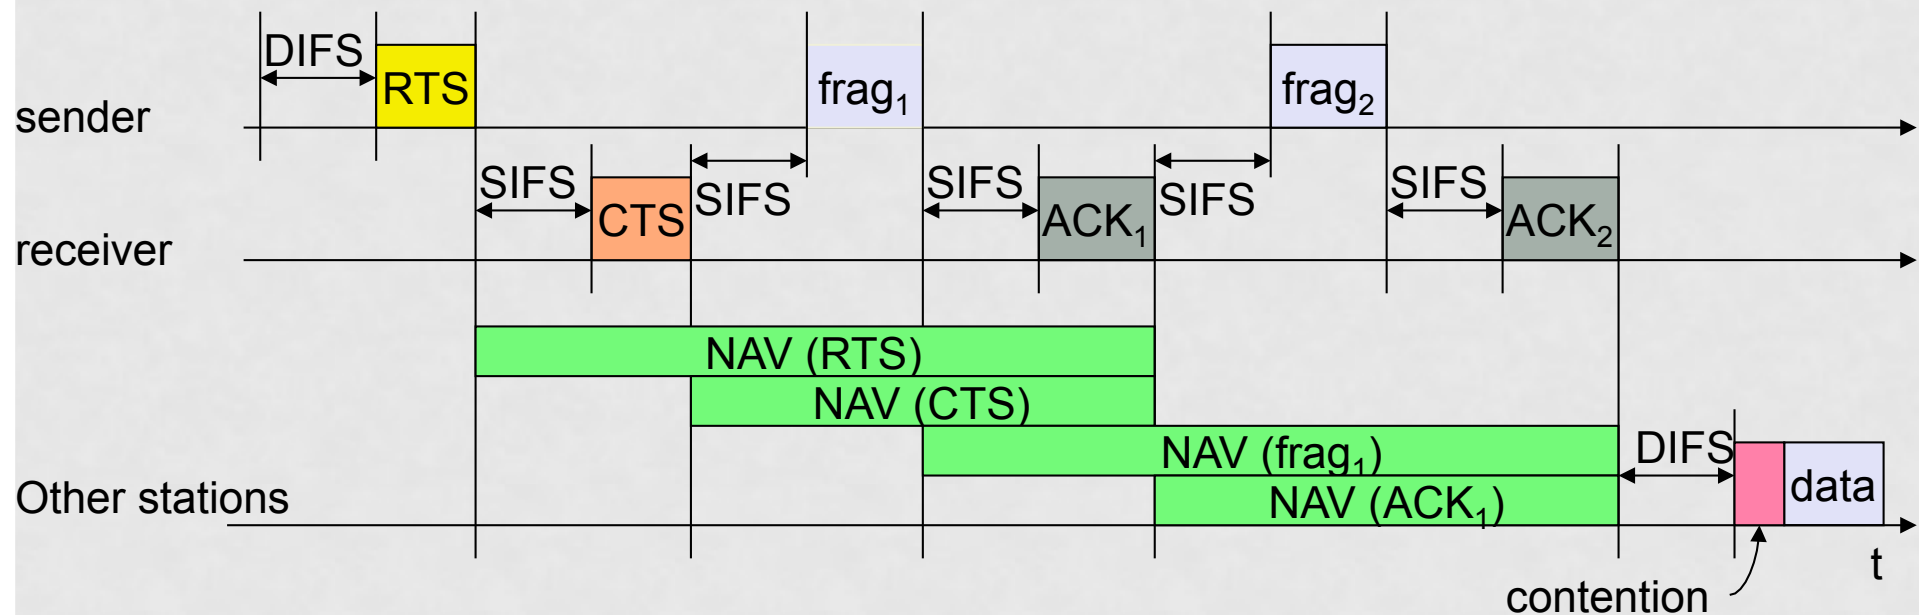 DIFS
RTS
frag₁
frag₂
sender
SIFS
CTS
SIFS
SIFS
ACK₁
SIFS
SIFS
ACK₂
receiver
NAV (RTS)
NAV (CTS)
NAV (frag₁)
DIFS
Other stations
NAV (ACK₁)
data
t
contention